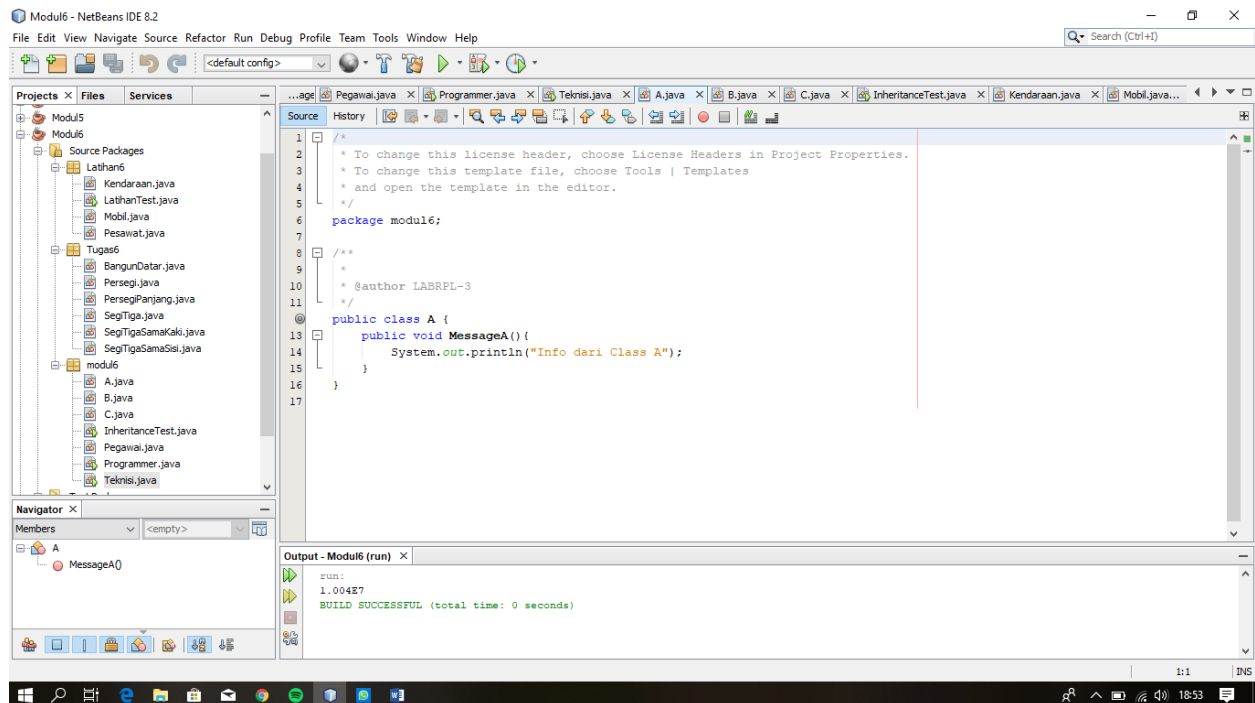 Modul6 - NetBeans IDE 8.2
File Edit View Navigate Source Refactor Run Debug Profile Team Tools Window Help
Search (Ctrl+I)
<default config>
Projects Files Services
...age Pegawai.java Programmer.java Teknisi.java A.java B.java C.java InheritanceTest.java Kendaraan.java Mobil.java...
Source History
Modul5
Modul6
Source Packages
Latihan6
Kendaraan.java
LatihanTest.java
Mobil.java
Pesawat.java
Tugas6
BangunDatar.java
Persegi.java
PersegiPanjang.java
SegiTiga.java
SegiTigaSamaKaki.java
SegiTigaSamaSisi.java
modul6
A.java
B.java
C.java
InheritanceTest.java
Pegawai.java
Programmer.java
Teknisi.java
1 /*
2 * To change this license header, choose License Headers in Project Properties.
3 * To change this template file, choose Tools | Templates
4 * and open the template in the editor.
5 */
6 package modul6;
7
8 /**
9 *
10 * @author LABRPL-3
11 */
public class A {
13 public void MessageA(){
14 System.out.println("Info dari Class A");
15 }
16 }
17
Navigator
Members <empty>
A
MessageA()
Output - Modul6 (run)
run:
1.004E7
BUILD SUCCESSFUL (total time: 0 seconds)
1:1 INS
18:53